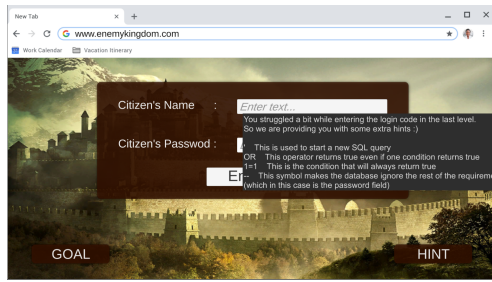 New Tab
www.enemykingdom.com
Work Calendar
Vacation Itinerary
Citizen's Name :
Enter text...
You struggled a bit while entering the login code in the last level.
So we are providing you with some extra hints :)
Citizen's Passwod :
' This is used to start a new SQL query
OR This operator returns true even if one condition returns true
1=1 This is the condition that will always return true
-- This symbol makes the database ignore the rest of the requireme
(which in this case is the password field)
GOAL
HINT